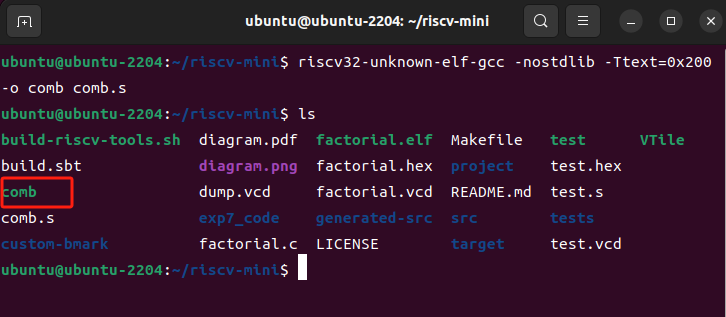 ubuntu@ubuntu-2204: ~/riscv-mini
ubuntu@ubuntu-2204:~/riscv-mini$ riscv32-unknown-elf-gcc -nostdlib -Ttext=0x200
-o comb comb.s
ubuntu@ubuntu-2204:~/riscv-mini$ ls
build-riscv-tools.sh diagram.pdf factorial.elf Makefile test VTile
build.sbt diagram.png factorial.hex project test.hex
comb dump.vcd factorial.vcd README.md test.s
comb.s exp7_code generated-src src tests
custom-bmark factorial.c LICENSE target test.vcd
ubuntu@ubuntu-2204:~/riscv-mini$